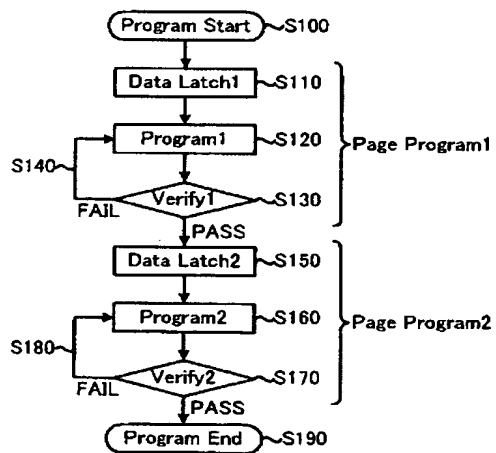 Program Start
S100
Data Latch1
S110
Program1
S120
Page Program1
S140
Verify1
S130
FAIL
PASS
Data Latch2
S150
Program2
S160
Page Program2
S180
Verify2
S170
FAIL
PASS
Program End
S190